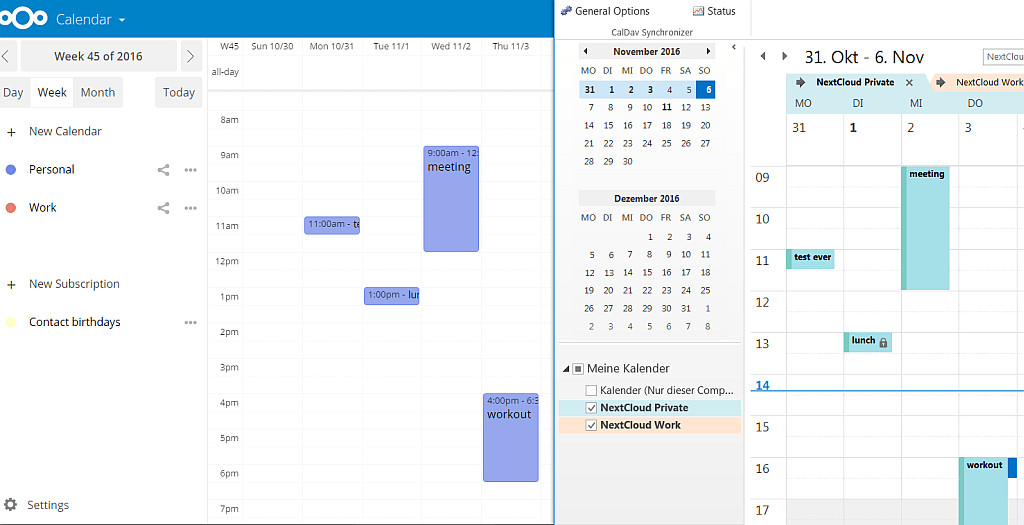 Calendar
Week 45 of 2016
Day Week Month Today
+ New Calendar
Personal
Work
+ New Subscription
Contact birthdays
Settings
W45 Sun 10/30 Mon 10/31 Tue 11/1 Wed 11/2 Thu 11/3
all-day
8am
9am
10am
11am
12pm
1pm
2pm
3pm
4pm
5pm
6pm
7pm
9:00am - 12:
meeting
11:00am - te
1:00pm - lun
4:00pm - 6:3
workout
General Options Status
CalDav Synchronizer
November 2016
MO DI MI DO FR SA SO
31 1 2 3 4 5 6
7 8 9 10 11 12 13
14 15 16 17 18 19 20
21 22 23 24 25 26 27
28 29 30
Dezember 2016
MO DI MI DO FR SA SO
1 2 3 4
5 6 7 8 9 10 11
12 13 14 15 16 17 18
19 20 21 22 23 24 25
26 27 28 29 30 31 1
2 3 4 5 6 7 8
Meine Kalender
Kalender (Nur dieser Comp...
NextCloud Private
NextCloud Work
31. Okt - 6. Nov
NextClou
NextCloud Private NextCloud Work
MO DI MI DO
31 1 2 3
09
10
11
12
13
14
15
16
17
meeting
test ever
lunch
workout